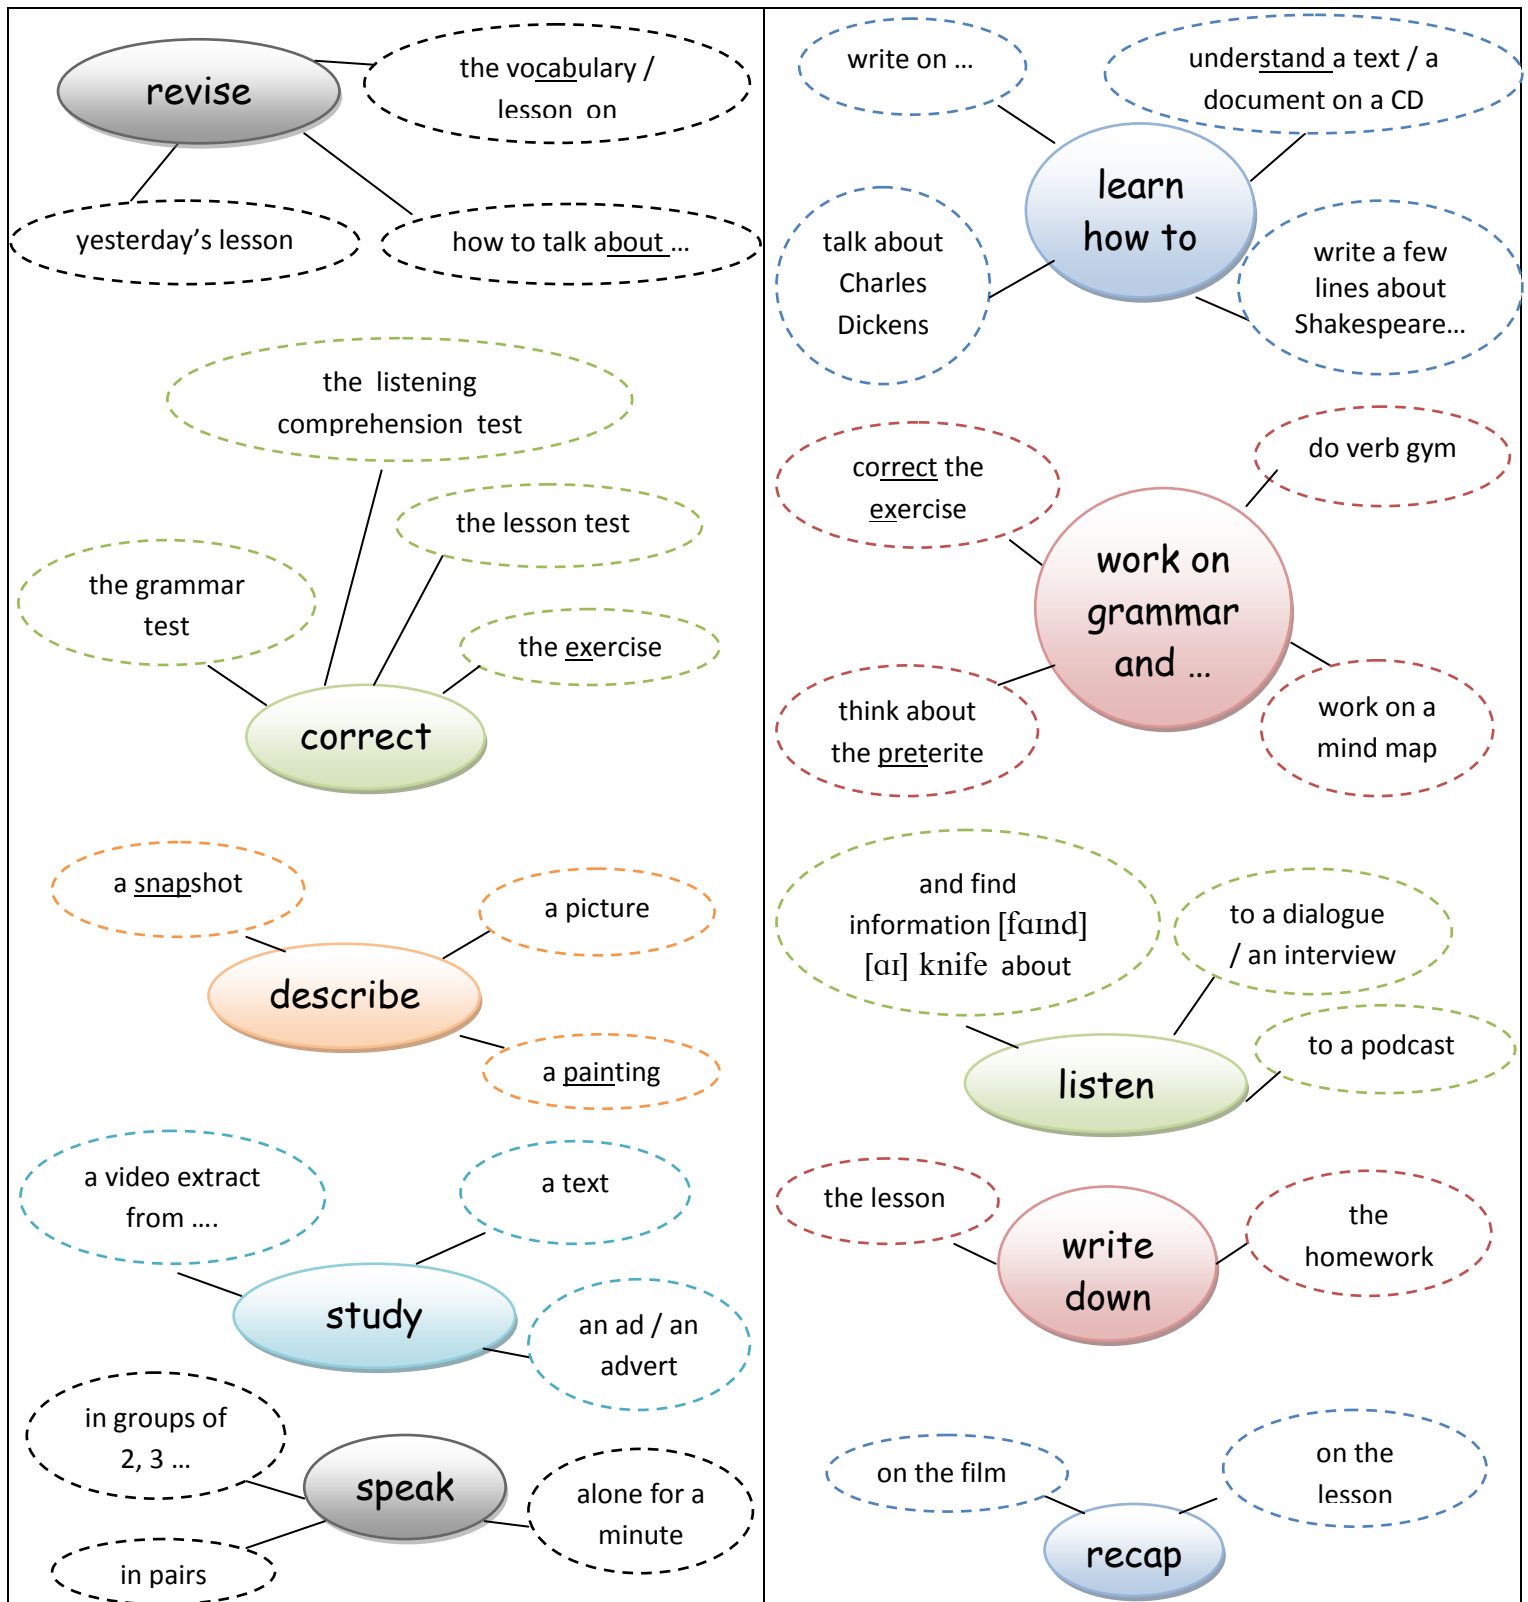 revise
the vocabulary /
lesson on
yesterday’s lesson
how to talk about …
the listening
comprehension test
the lesson test
the grammar
test
the exercise
correct
a snapshot
a picture
describe
a painting
a video extract
from ….
a text
study
an ad / an
advert
in groups of
2, 3 …
speak
alone for a
minute
in pairs
write on …
understand a text / a
document on a CD
learn
how to
talk about
Charles
Dickens
write a few
lines about
Shakespeare…
correct the
exercise
do verb gym
work on
grammar
and …
think about
the preterite
work on a
mind map
and find
information [faɪnd]
[aɪ] knife about
to a dialogue
/ an interview
to a podcast
listen
the lesson
write
down
the
homework
on the film
on the
lesson
recap